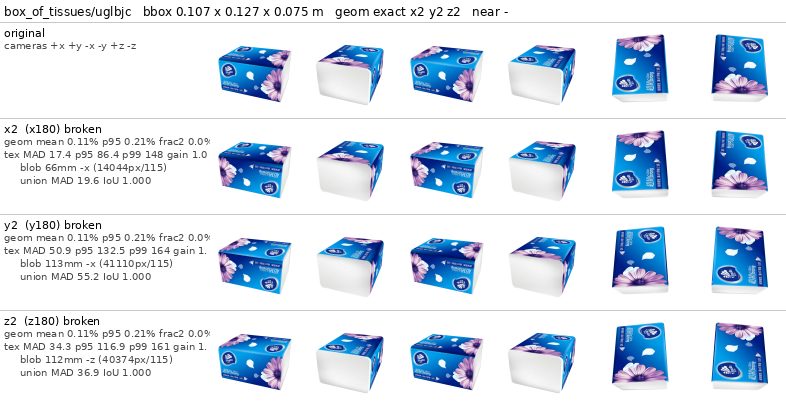 box_of_tissues/uglbjc   bbox 0.107 x 0.127 x 0.075 m   geom exact x2 y2 z2   near -
original
cameras +x +y -x -y +z -z
x2  (x180) broken
geom mean 0.11% p95 0.21% frac2 0.0%
tex MAD 17.4 p95 86.4 p99 148 gain 1.0
blob 66mm -x (14044px/115)
union MAD 19.6 IoU 1.000
y2  (y180) broken
geom mean 0.11% p95 0.21% frac2 0.0%
tex MAD 50.9 p95 132.5 p99 164 gain 1.
blob 113mm -x (41110px/115)
union MAD 55.2 IoU 1.000
z2  (z180) broken
geom mean 0.11% p95 0.21% frac2 0.0%
tex MAD 34.3 p95 116.9 p99 161 gain 1.
blob 112mm -z (40374px/115)
union MAD 36.9 IoU 1.000